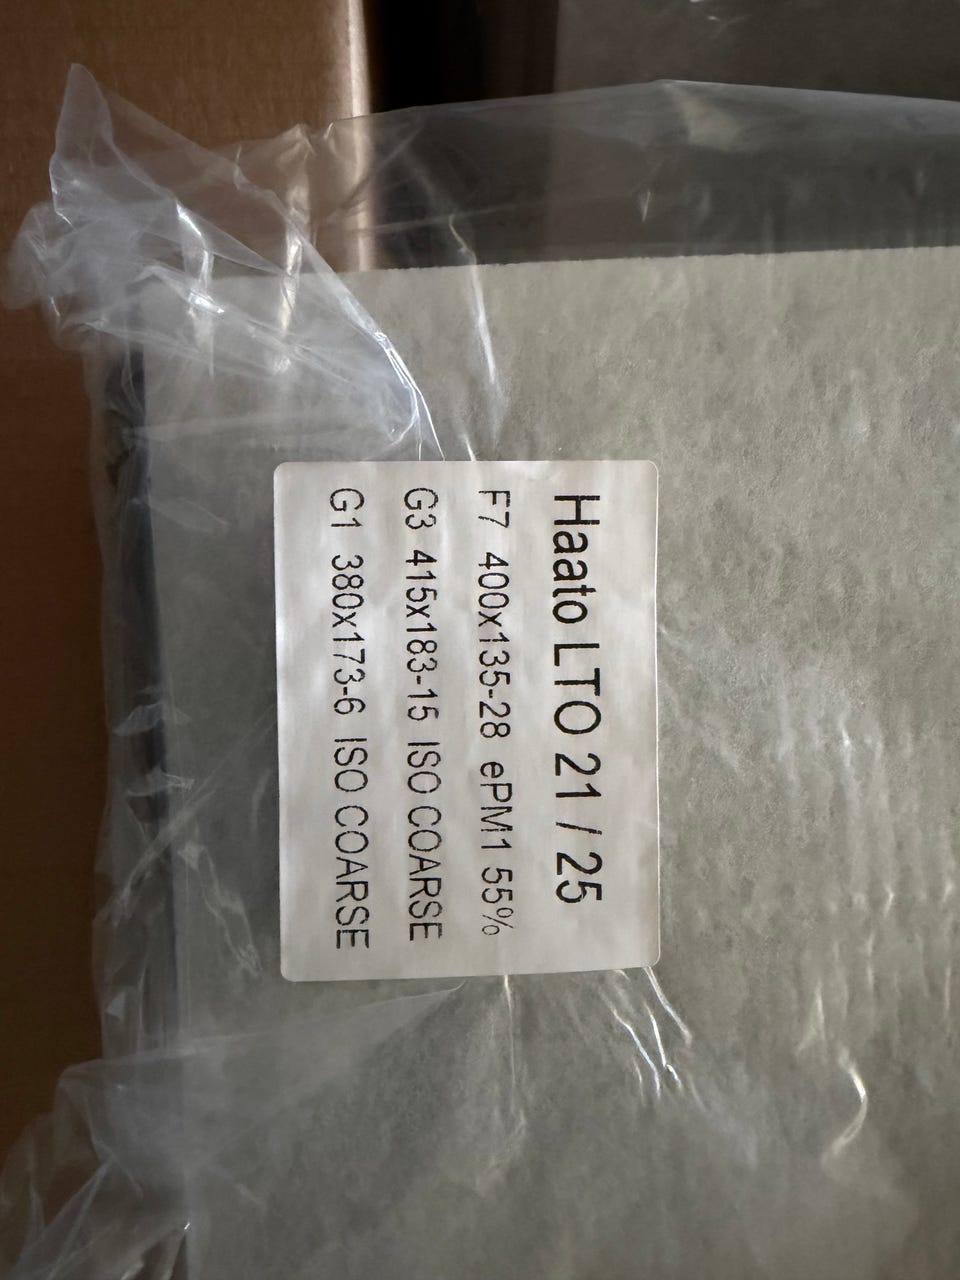 Haato LTO 21 / 25
F7 400x135-28 ePM1 55%
G3 415x183-15 ISO COARSE
G1 380x173-6 ISO COARSE